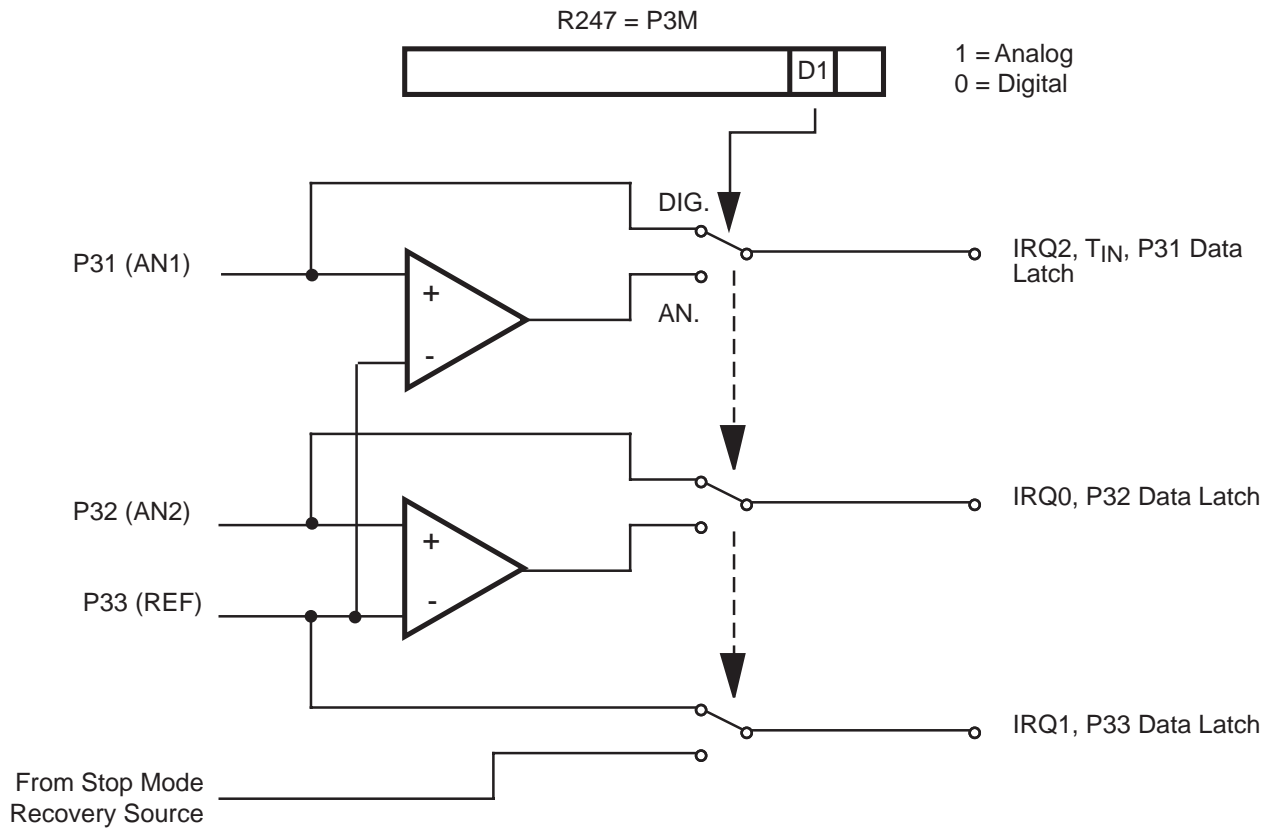 R247 = P3M
D1
1 = Analog
0 = Digital
DIG.
P31 (AN1)
+
-
AN.
IRQ2, TIN, P31 Data
Latch
P32 (AN2)
+
-
IRQ0, P32 Data Latch
P33 (REF)
IRQ1, P33 Data Latch
From Stop Mode
Recovery Source